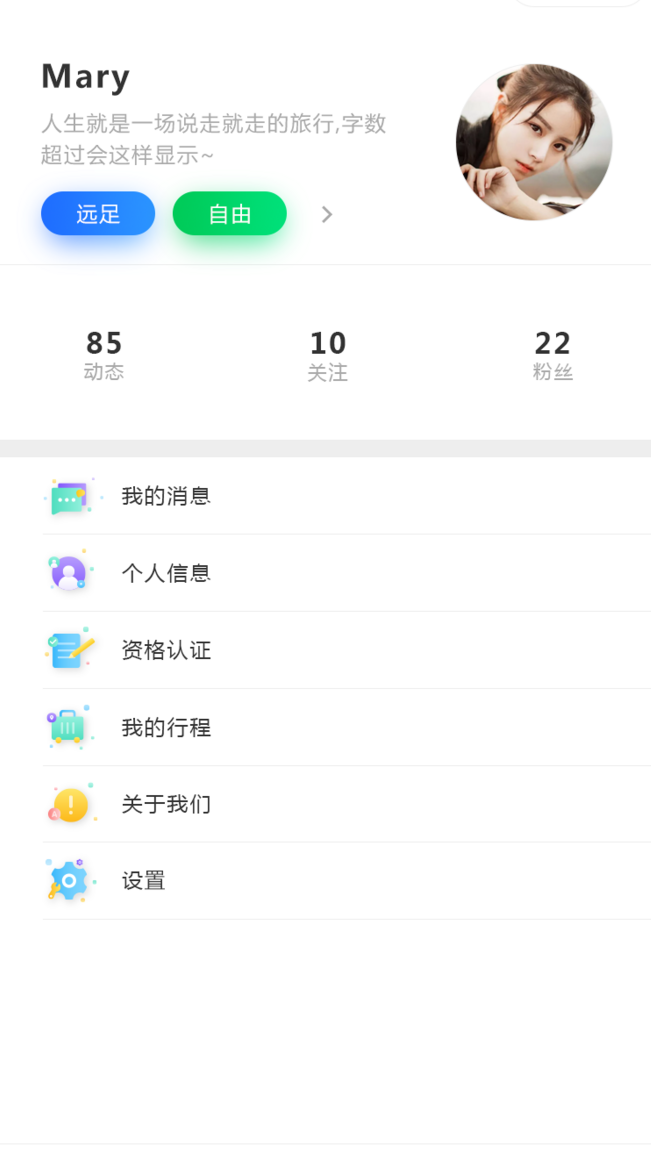 Mary
人生就是一场说走就走的旅行,字数
超过会这样显示~
远足 自由
85 10 22
动态 关注 粉丝
我的消息
个人信息
资格认证
我的行程
关于我们
设置